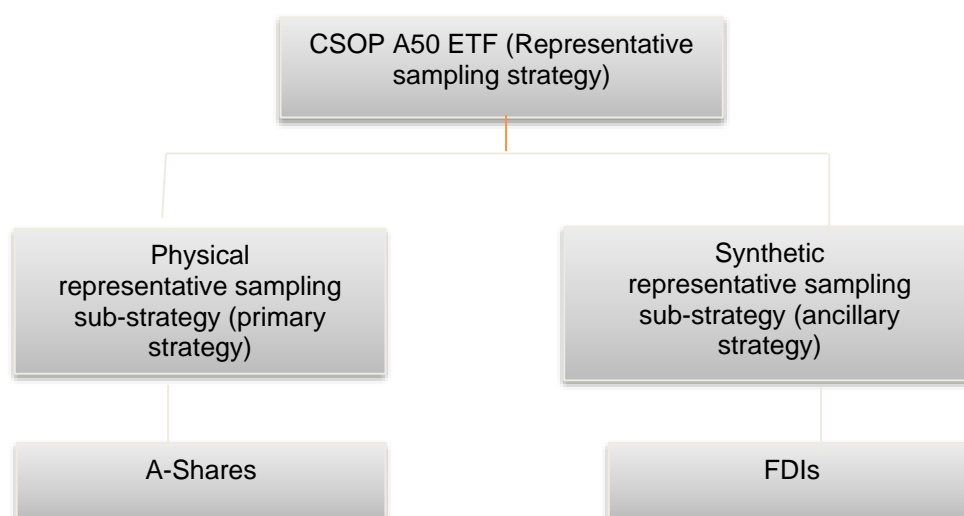 CSOP A50 ETF (Representative
sampling strategy)
Physical
representative sampling
sub-strategy (primary
strategy)
Synthetic
representative sampling
sub-strategy (ancillary
strategy)
A-Shares
FDIs